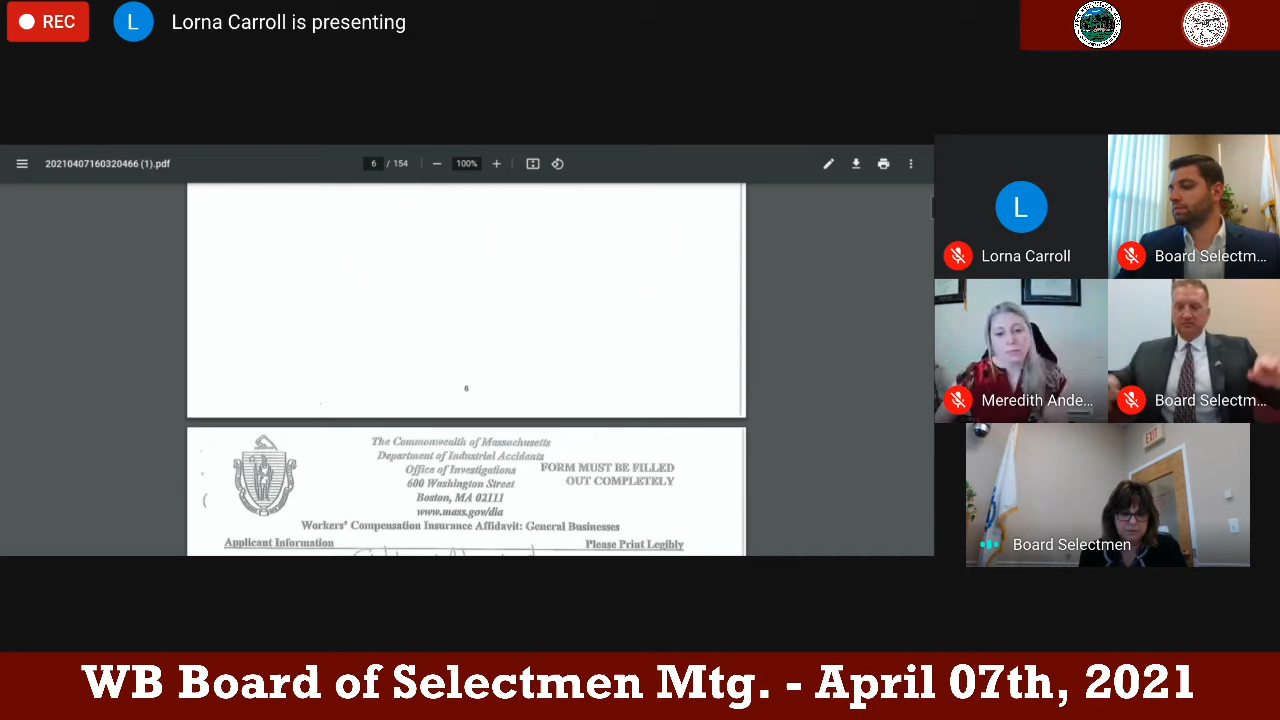 REC
L
Lorna Carroll is presenting
20210407160320466 (1).pdf
6 / 154
100%
6
The Commonwealth of Massachusetts
Department of Industrial Accidents
Office of Investigations
600 Washington Street
Boston, MA 02111
www.mass.gov/dia
FORM MUST BE FILLED
OUT COMPLETELY
Workers' Compensation Insurance Affidavit: General Businesses
Applicant Information
Please Print Legibly
L
Lorna Carroll
Board Selectm...
Meredith Ande...
Board Selectm...
EXIT
Board Selectmen
WB Board of Selectmen Mtg. - April 07th, 2021